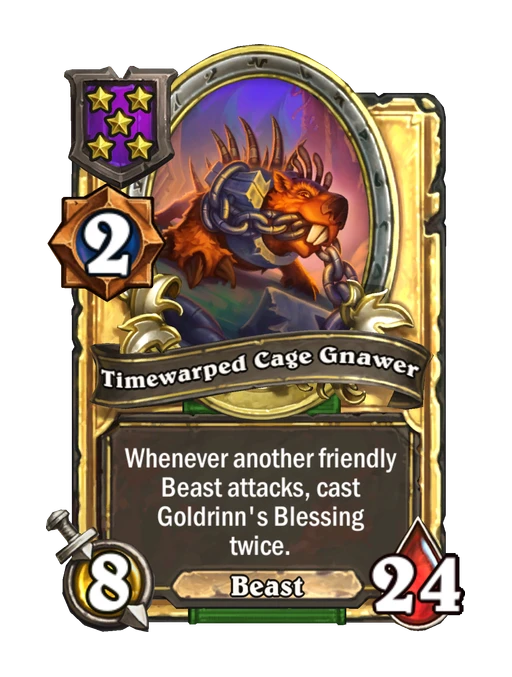 2
Timewarped Cage Gnawer
Whenever another friendly
Beast attacks, cast
Goldrinn's Blessing
twice.
Beast
8
24